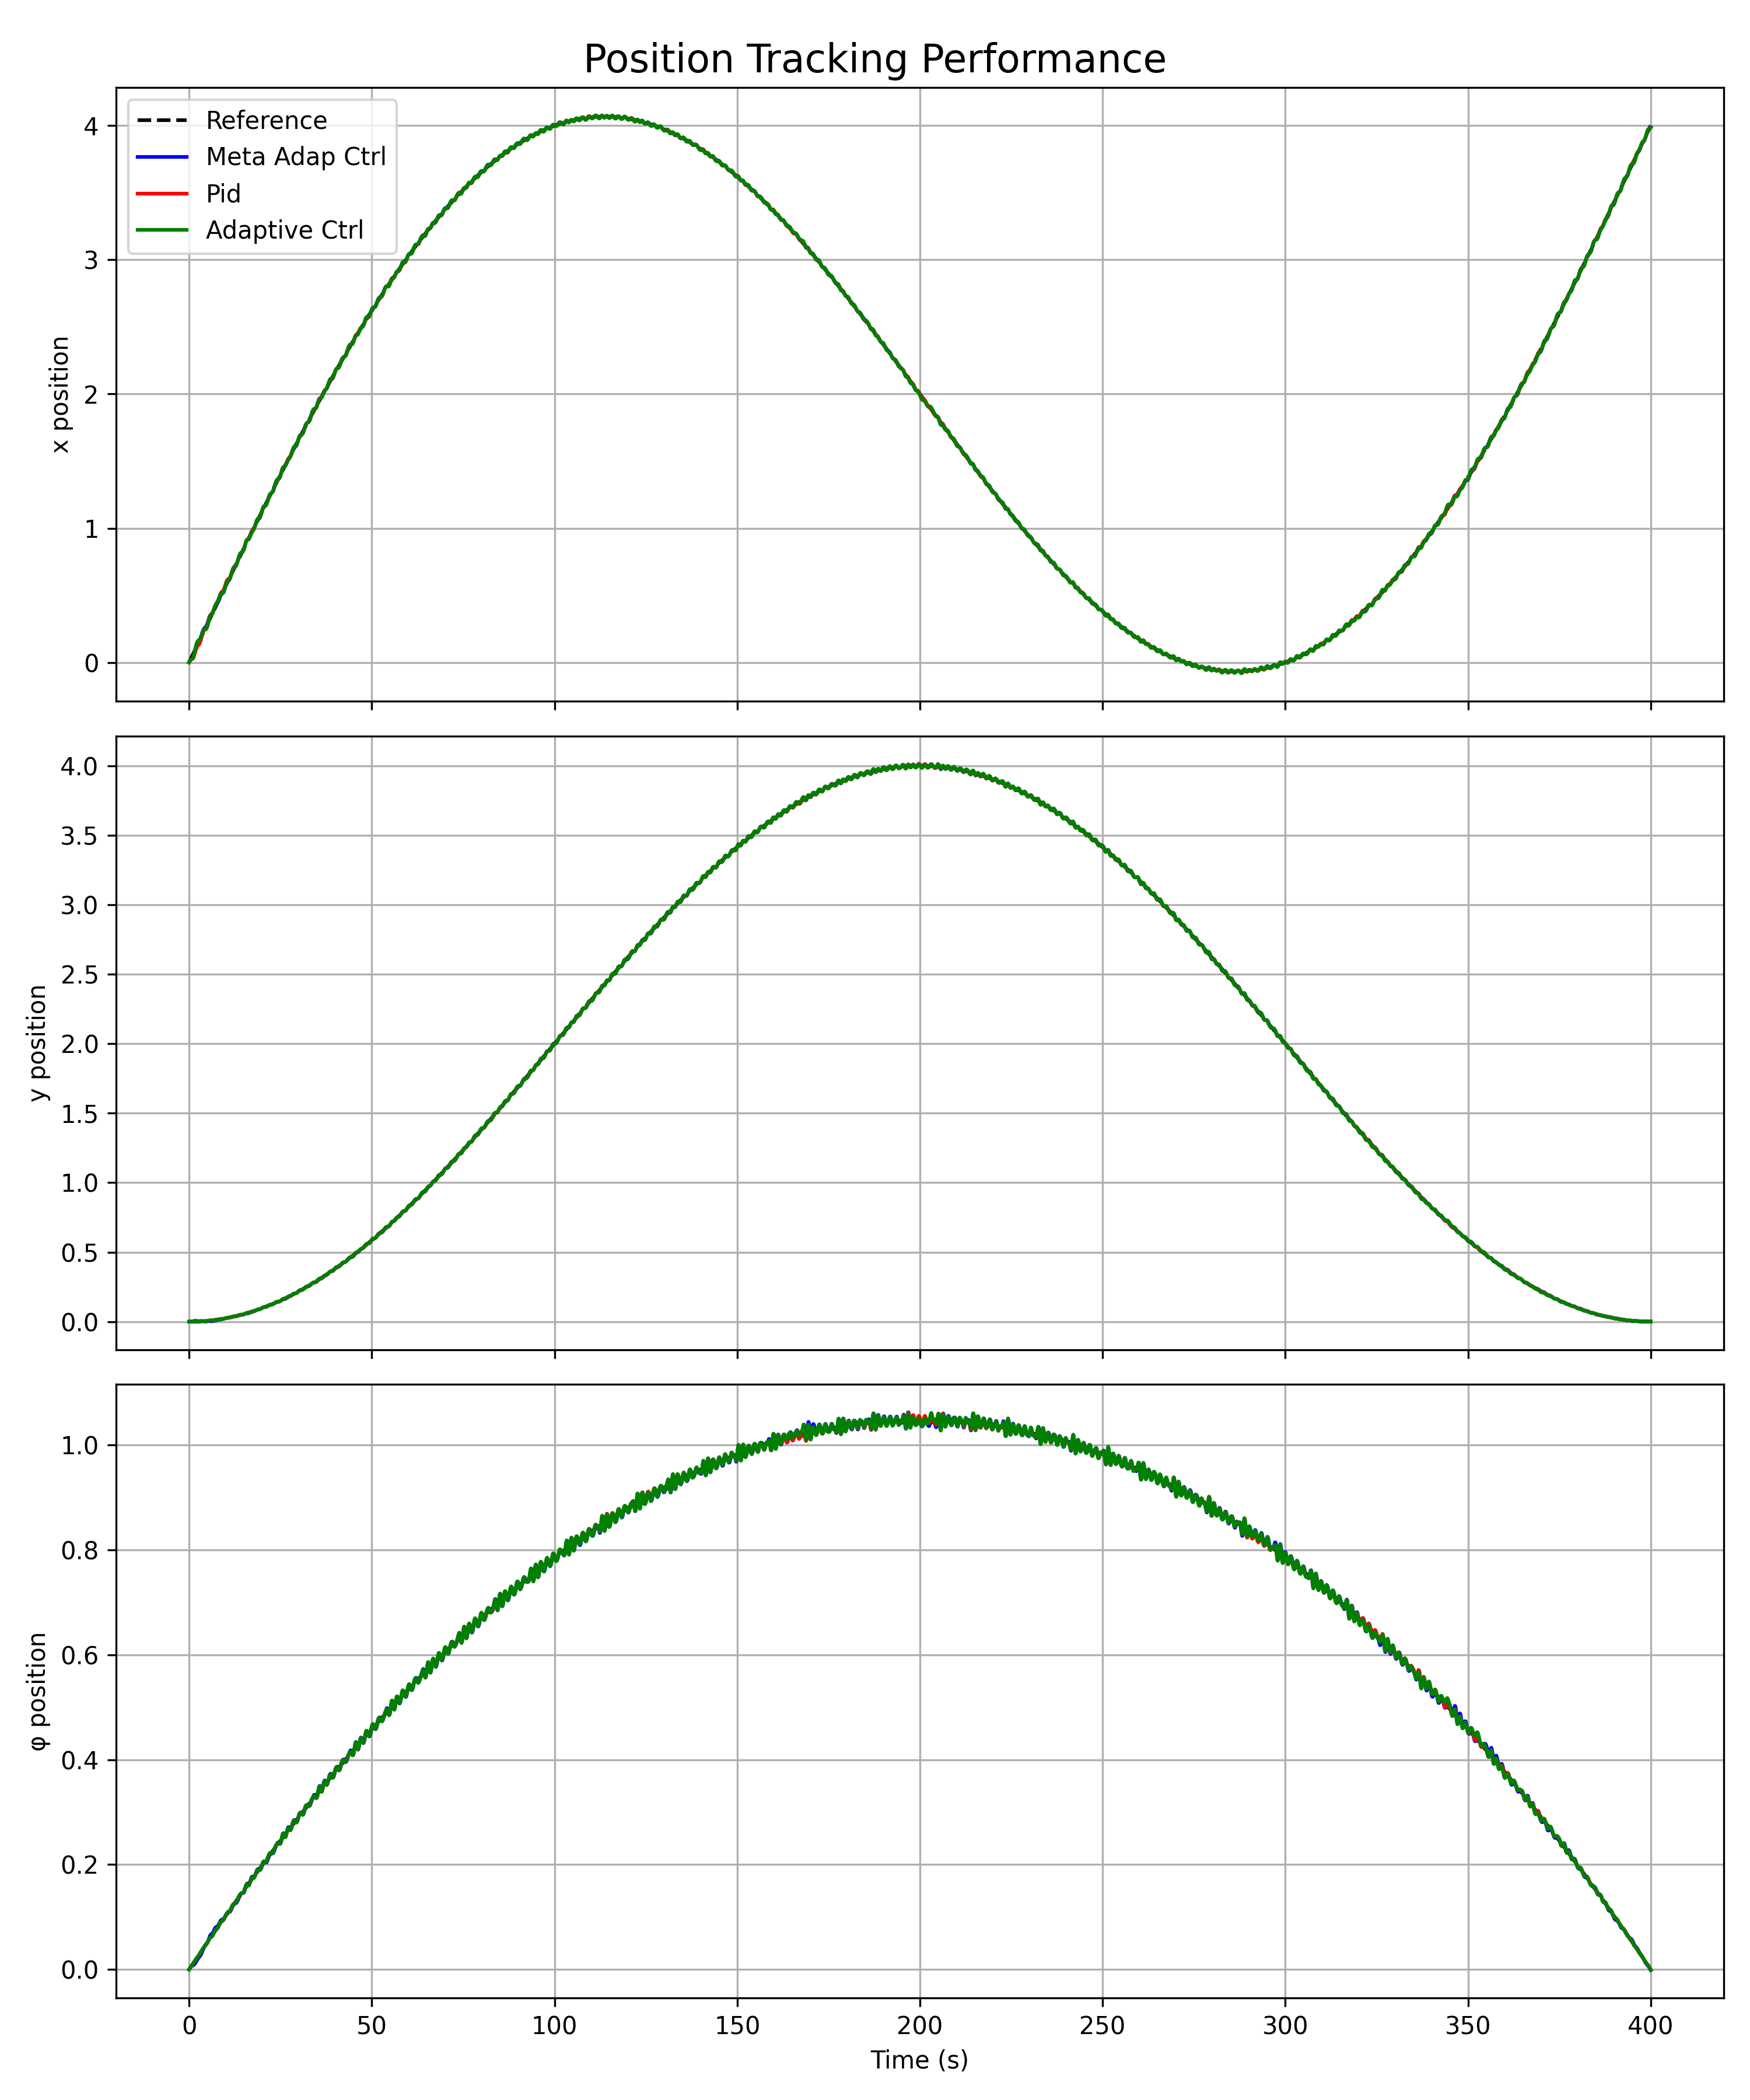 Position Tracking Performance
Reference
Meta Adap Ctrl
Pid
Adaptive Ctrl
4
3
2
1
0
x position
4.0
3.5
3.0
2.5
2.0
1.5
1.0
0.5
0.0
y position
1.0
0.8
0.6
0.4
0.2
0.0
φ position
0 50 100 150 200 250 300 350 400
Time (s)